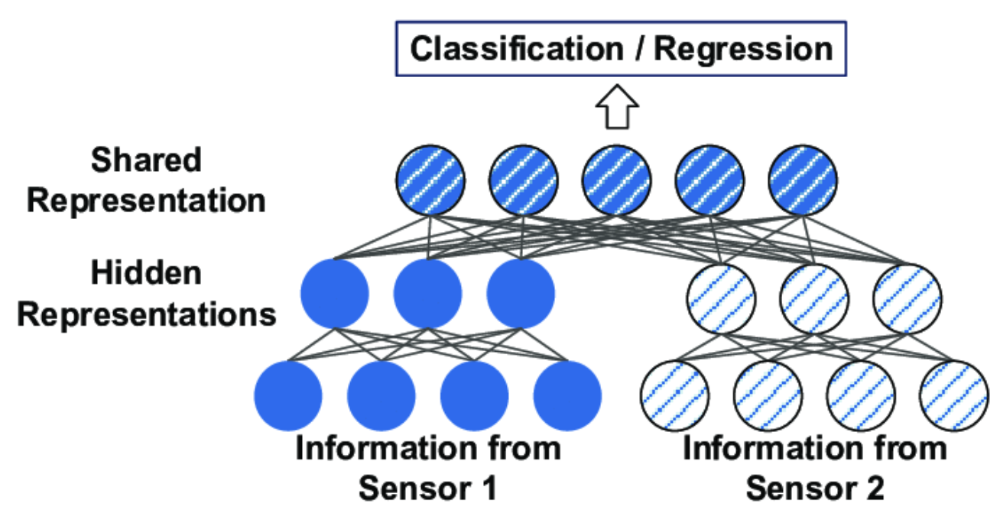 Classification / Regression
Shared
Representation
Hidden
Representations
Information from
Sensor 1
Information from
Sensor 2